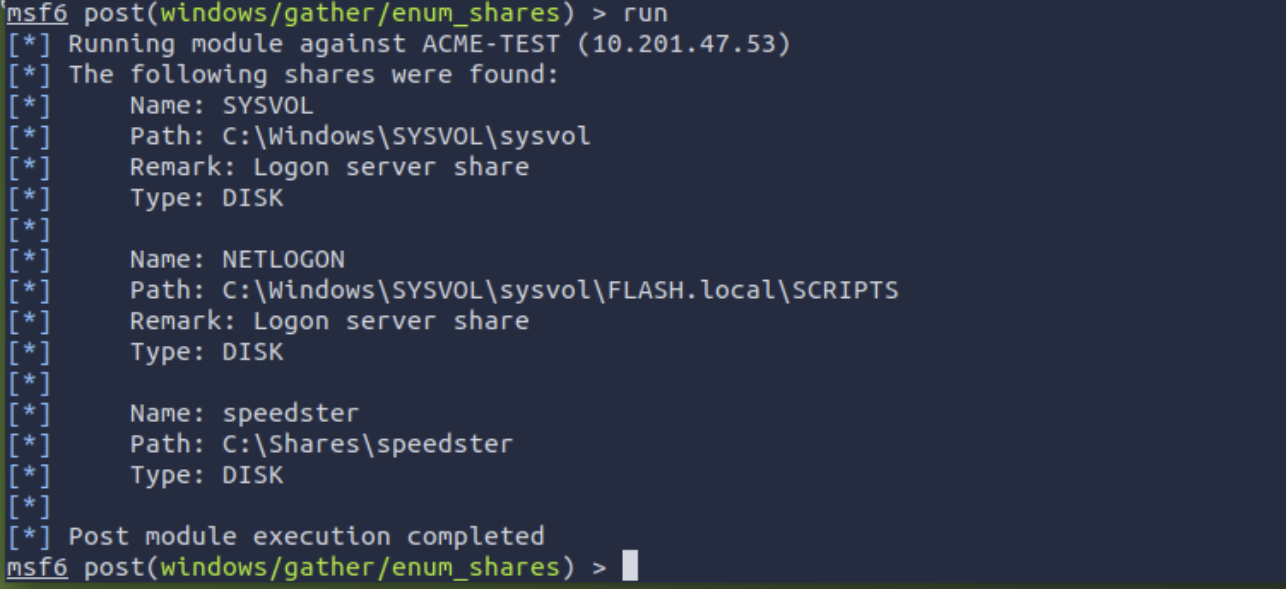 msf6 post(windows/gather/enum_shares) > run
[*] Running module against ACME-TEST (10.201.47.53)
[*] The following shares were found:
[*]     Name: SYSVOL
[*]     Path: C:\Windows\SYSVOL\sysvol
[*]     Remark: Logon server share
[*]     Type: DISK
[*]
[*]     Name: NETLOGON
[*]     Path: C:\Windows\SYSVOL\sysvol\FLASH.local\SCRIPTS
[*]     Remark: Logon server share
[*]     Type: DISK
[*]
[*]     Name: speedster
[*]     Path: C:\Shares\speedster
[*]     Type: DISK
[*]
[*] Post module execution completed
msf6 post(windows/gather/enum_shares) >